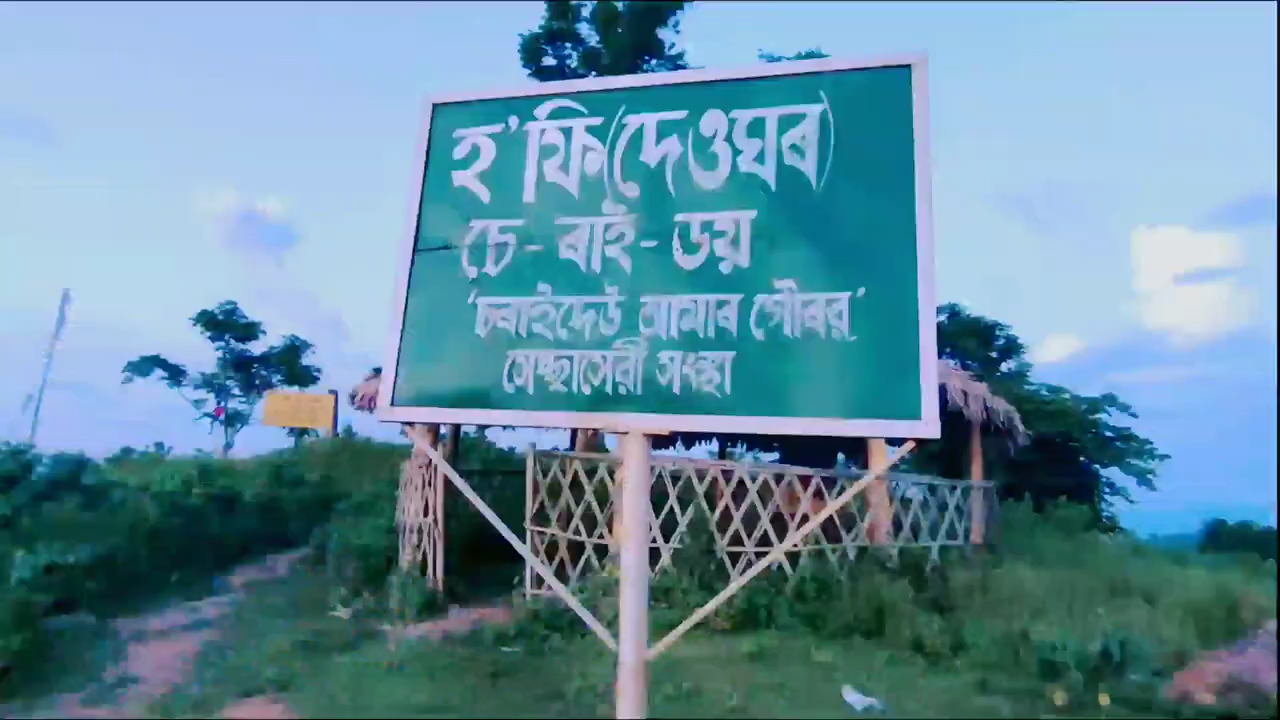 হ'ফি(দেওঘৰ)
চে-ৰাই-ডয়
'চৰাইদেউ আমাৰ গৌৰৱ'
সেচ্ছাসেৱী সংস্থা